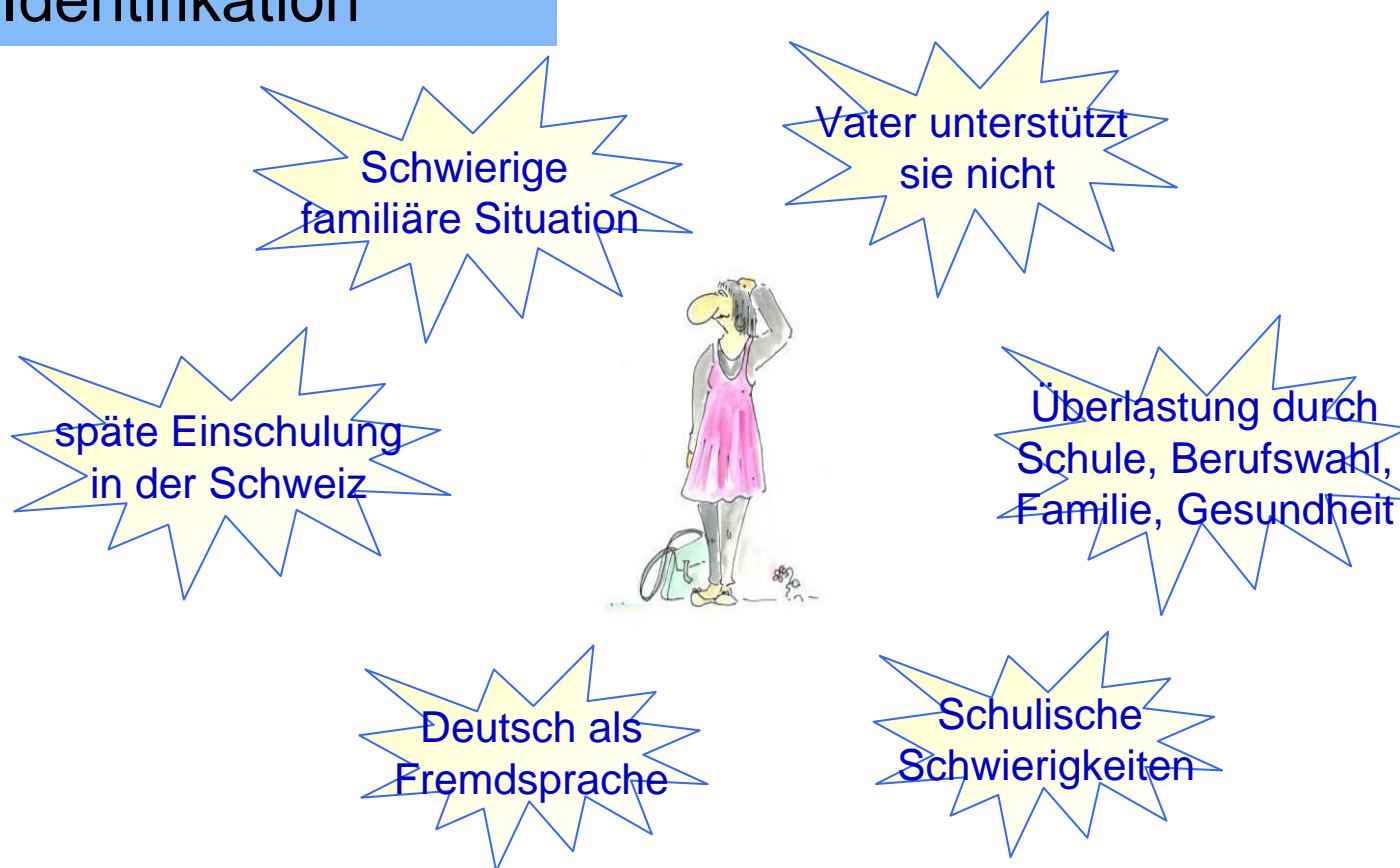 Identifikation
Schwierige
familiäre Situation
Vater unterstützt
sie nicht
späte Einschulung
in der Schweiz
Überlastung durch
Schule, Berufswahl,
Familie, Gesundheit
Deutsch als
Fremdsprache
Schulische
Schwierigkeiten